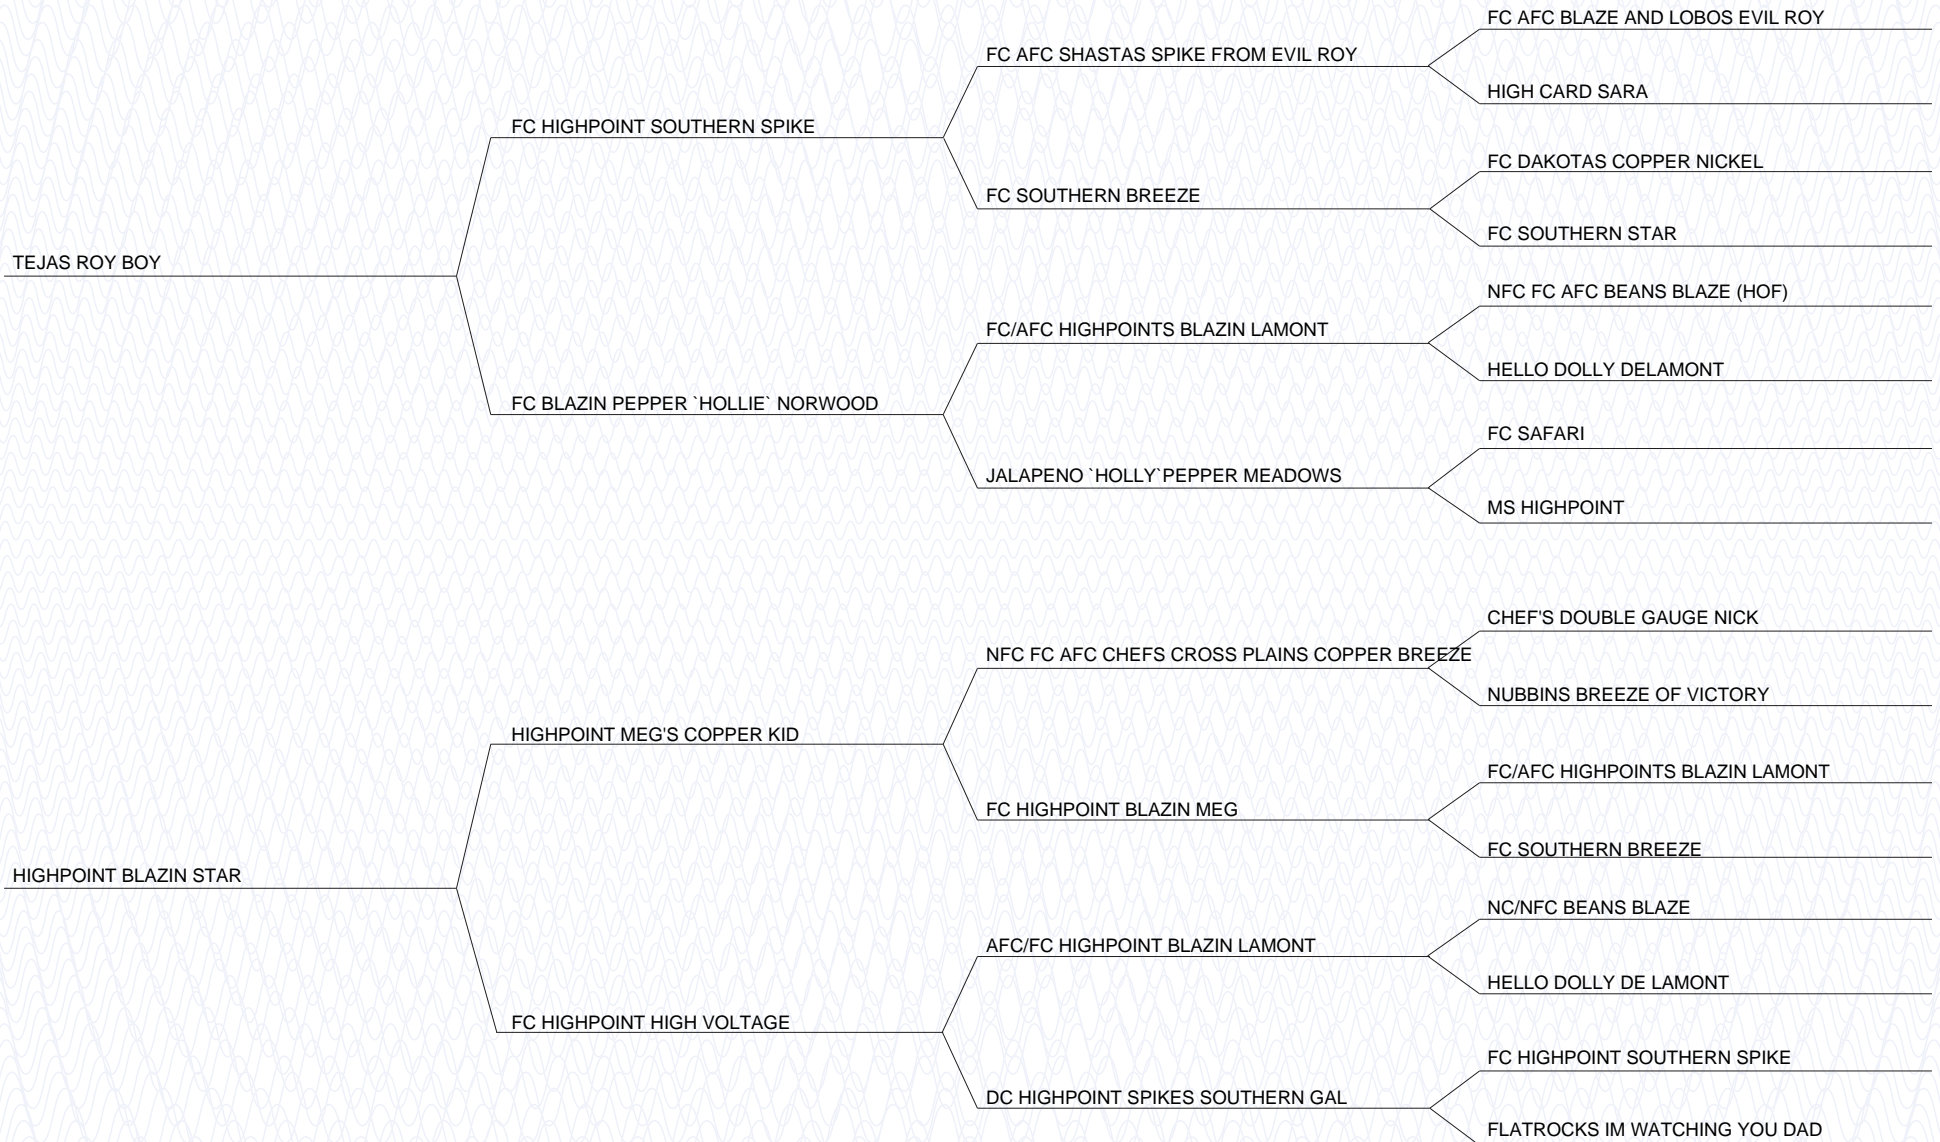 FC AFC BLAZE AND LOBOS EVIL ROY
FC AFC SHASTAS SPIKE FROM EVIL ROY
HIGH CARD SARA
FC HIGHPOINT SOUTHERN SPIKE
FC DAKOTAS COPPER NICKEL
FC SOUTHERN BREEZE
FC SOUTHERN STAR
TEJAS ROY BOY
NFC FC AFC BEANS BLAZE (HOF)
FC/AFC HIGHPOINTS BLAZIN LAMONT
HELLO DOLLY DELAMONT
FC BLAZIN PEPPER `HOLLIE` NORWOOD
FC SAFARI
JALAPENO `HOLLY`PEPPER MEADOWS
MS HIGHPOINT
CHEF'S DOUBLE GAUGE NICK
NFC FC AFC CHEFS CROSS PLAINS COPPER BREEZE
NUBBINS BREEZE OF VICTORY
HIGHPOINT MEG'S COPPER KID
FC/AFC HIGHPOINTS BLAZIN LAMONT
FC HIGHPOINT BLAZIN MEG
FC SOUTHERN BREEZE
HIGHPOINT BLAZIN STAR
NC/NFC BEANS BLAZE
AFC/FC HIGHPOINT BLAZIN LAMONT
HELLO DOLLY DE LAMONT
FC HIGHPOINT HIGH VOLTAGE
FC HIGHPOINT SOUTHERN SPIKE
DC HIGHPOINT SPIKES SOUTHERN GAL
FLATROCKS IM WATCHING YOU DAD